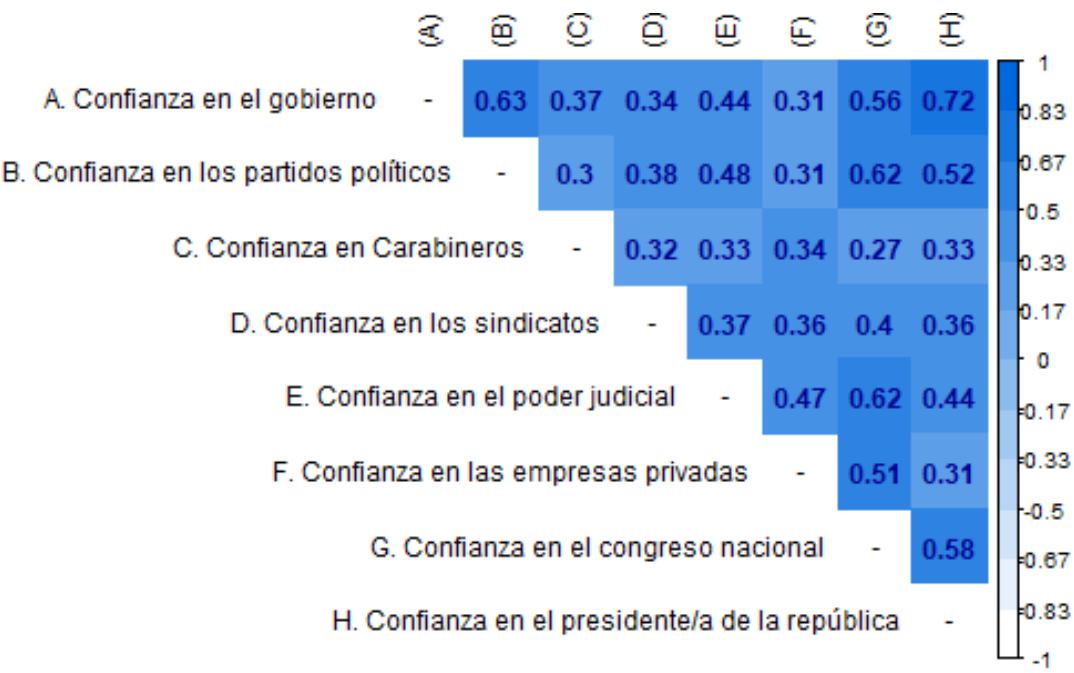 (A) (B) (C) (D) (E) (F) (G) (H)
A. Confianza en el gobierno - 0.63 0.37 0.34 0.44 0.31 0.56 0.72
B. Confianza en los partidos políticos - 0.3 0.38 0.48 0.31 0.62 0.52
C. Confianza en Carabineros - 0.32 0.33 0.34 0.27 0.33
D. Confianza en los sindicatos - 0.37 0.36 0.4 0.36
E. Confianza en el poder judicial - 0.47 0.62 0.44
F. Confianza en las empresas privadas - 0.51 0.31
G. Confianza en el congreso nacional - 0.58
H. Confianza en el presidente/a de la república -
1
0.83
0.67
0.5
0.33
0.17
0
-0.17
-0.33
-0.5
-0.67
-0.83
-1